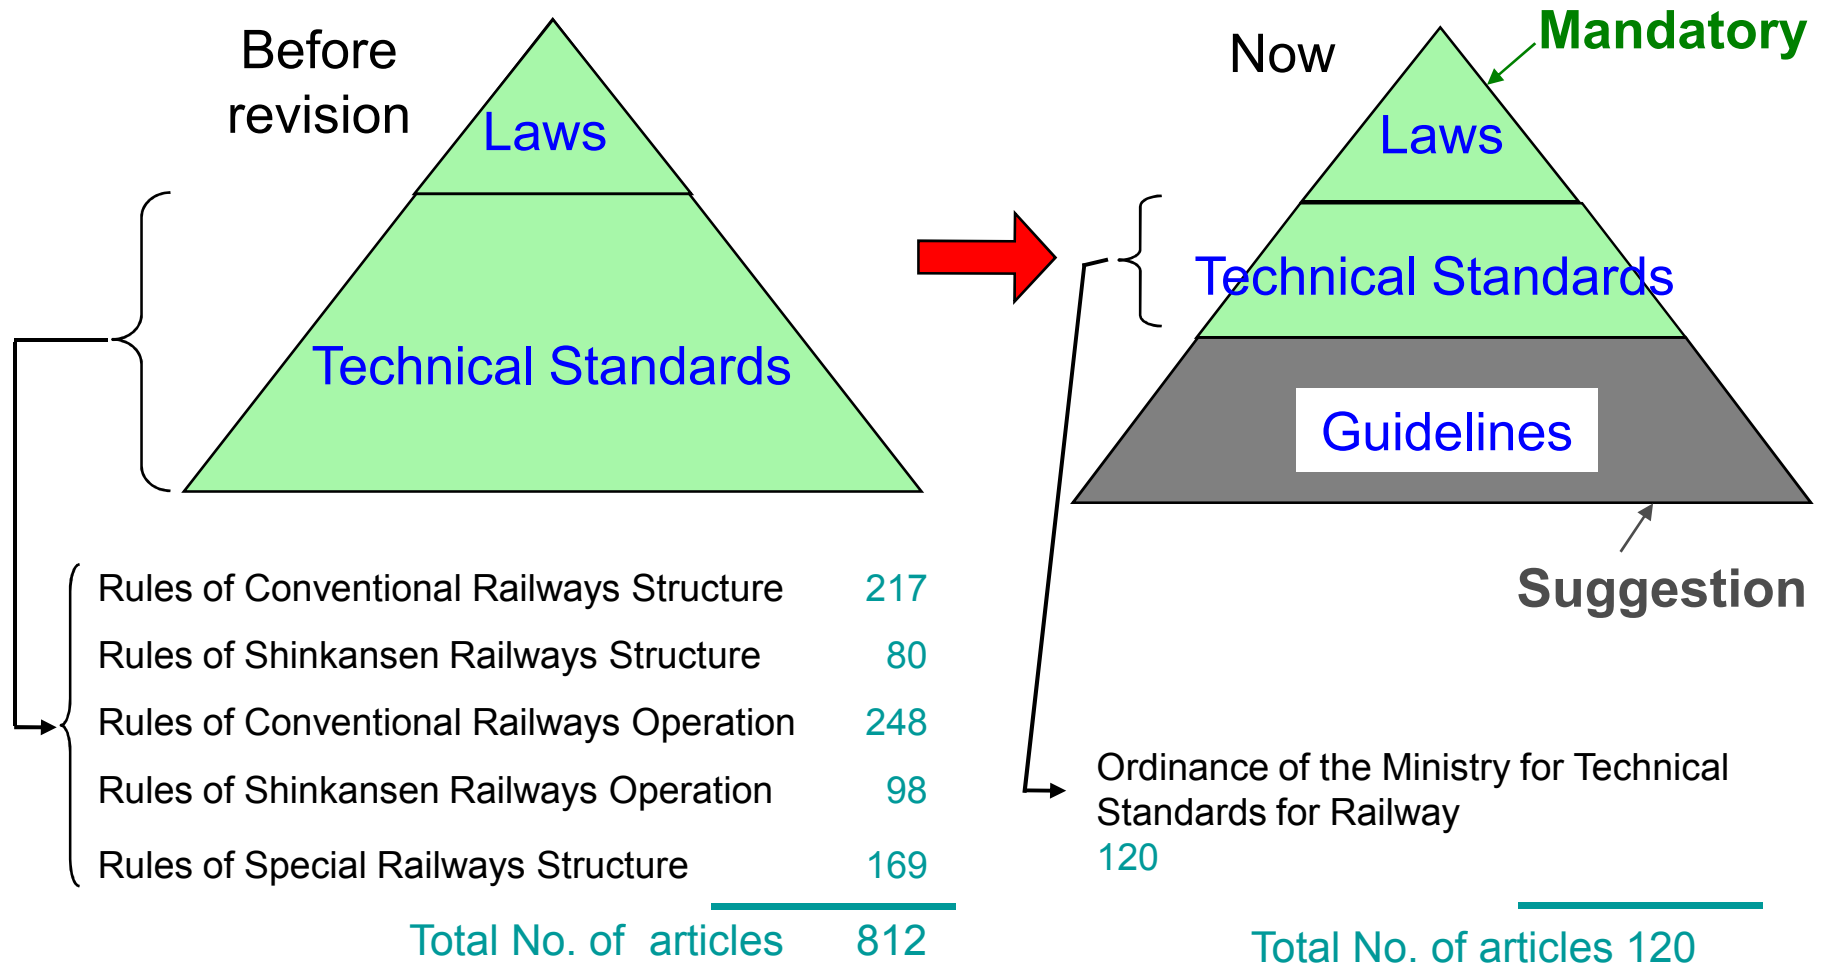 Before
revision
Laws
Technical Standards
Rules of Conventional Railways Structure 217
Rules of Shinkansen Railways Structure 80
Rules of Conventional Railways Operation 248
Rules of Shinkansen Railways Operation 98
Rules of Special Railways Structure 169
Total No. of articles 812
Now
Mandatory
Laws
Technical Standards
Guidelines
Suggestion
Ordinance of the Ministry for Technical
Standards for Railway
120
Total No. of articles 120